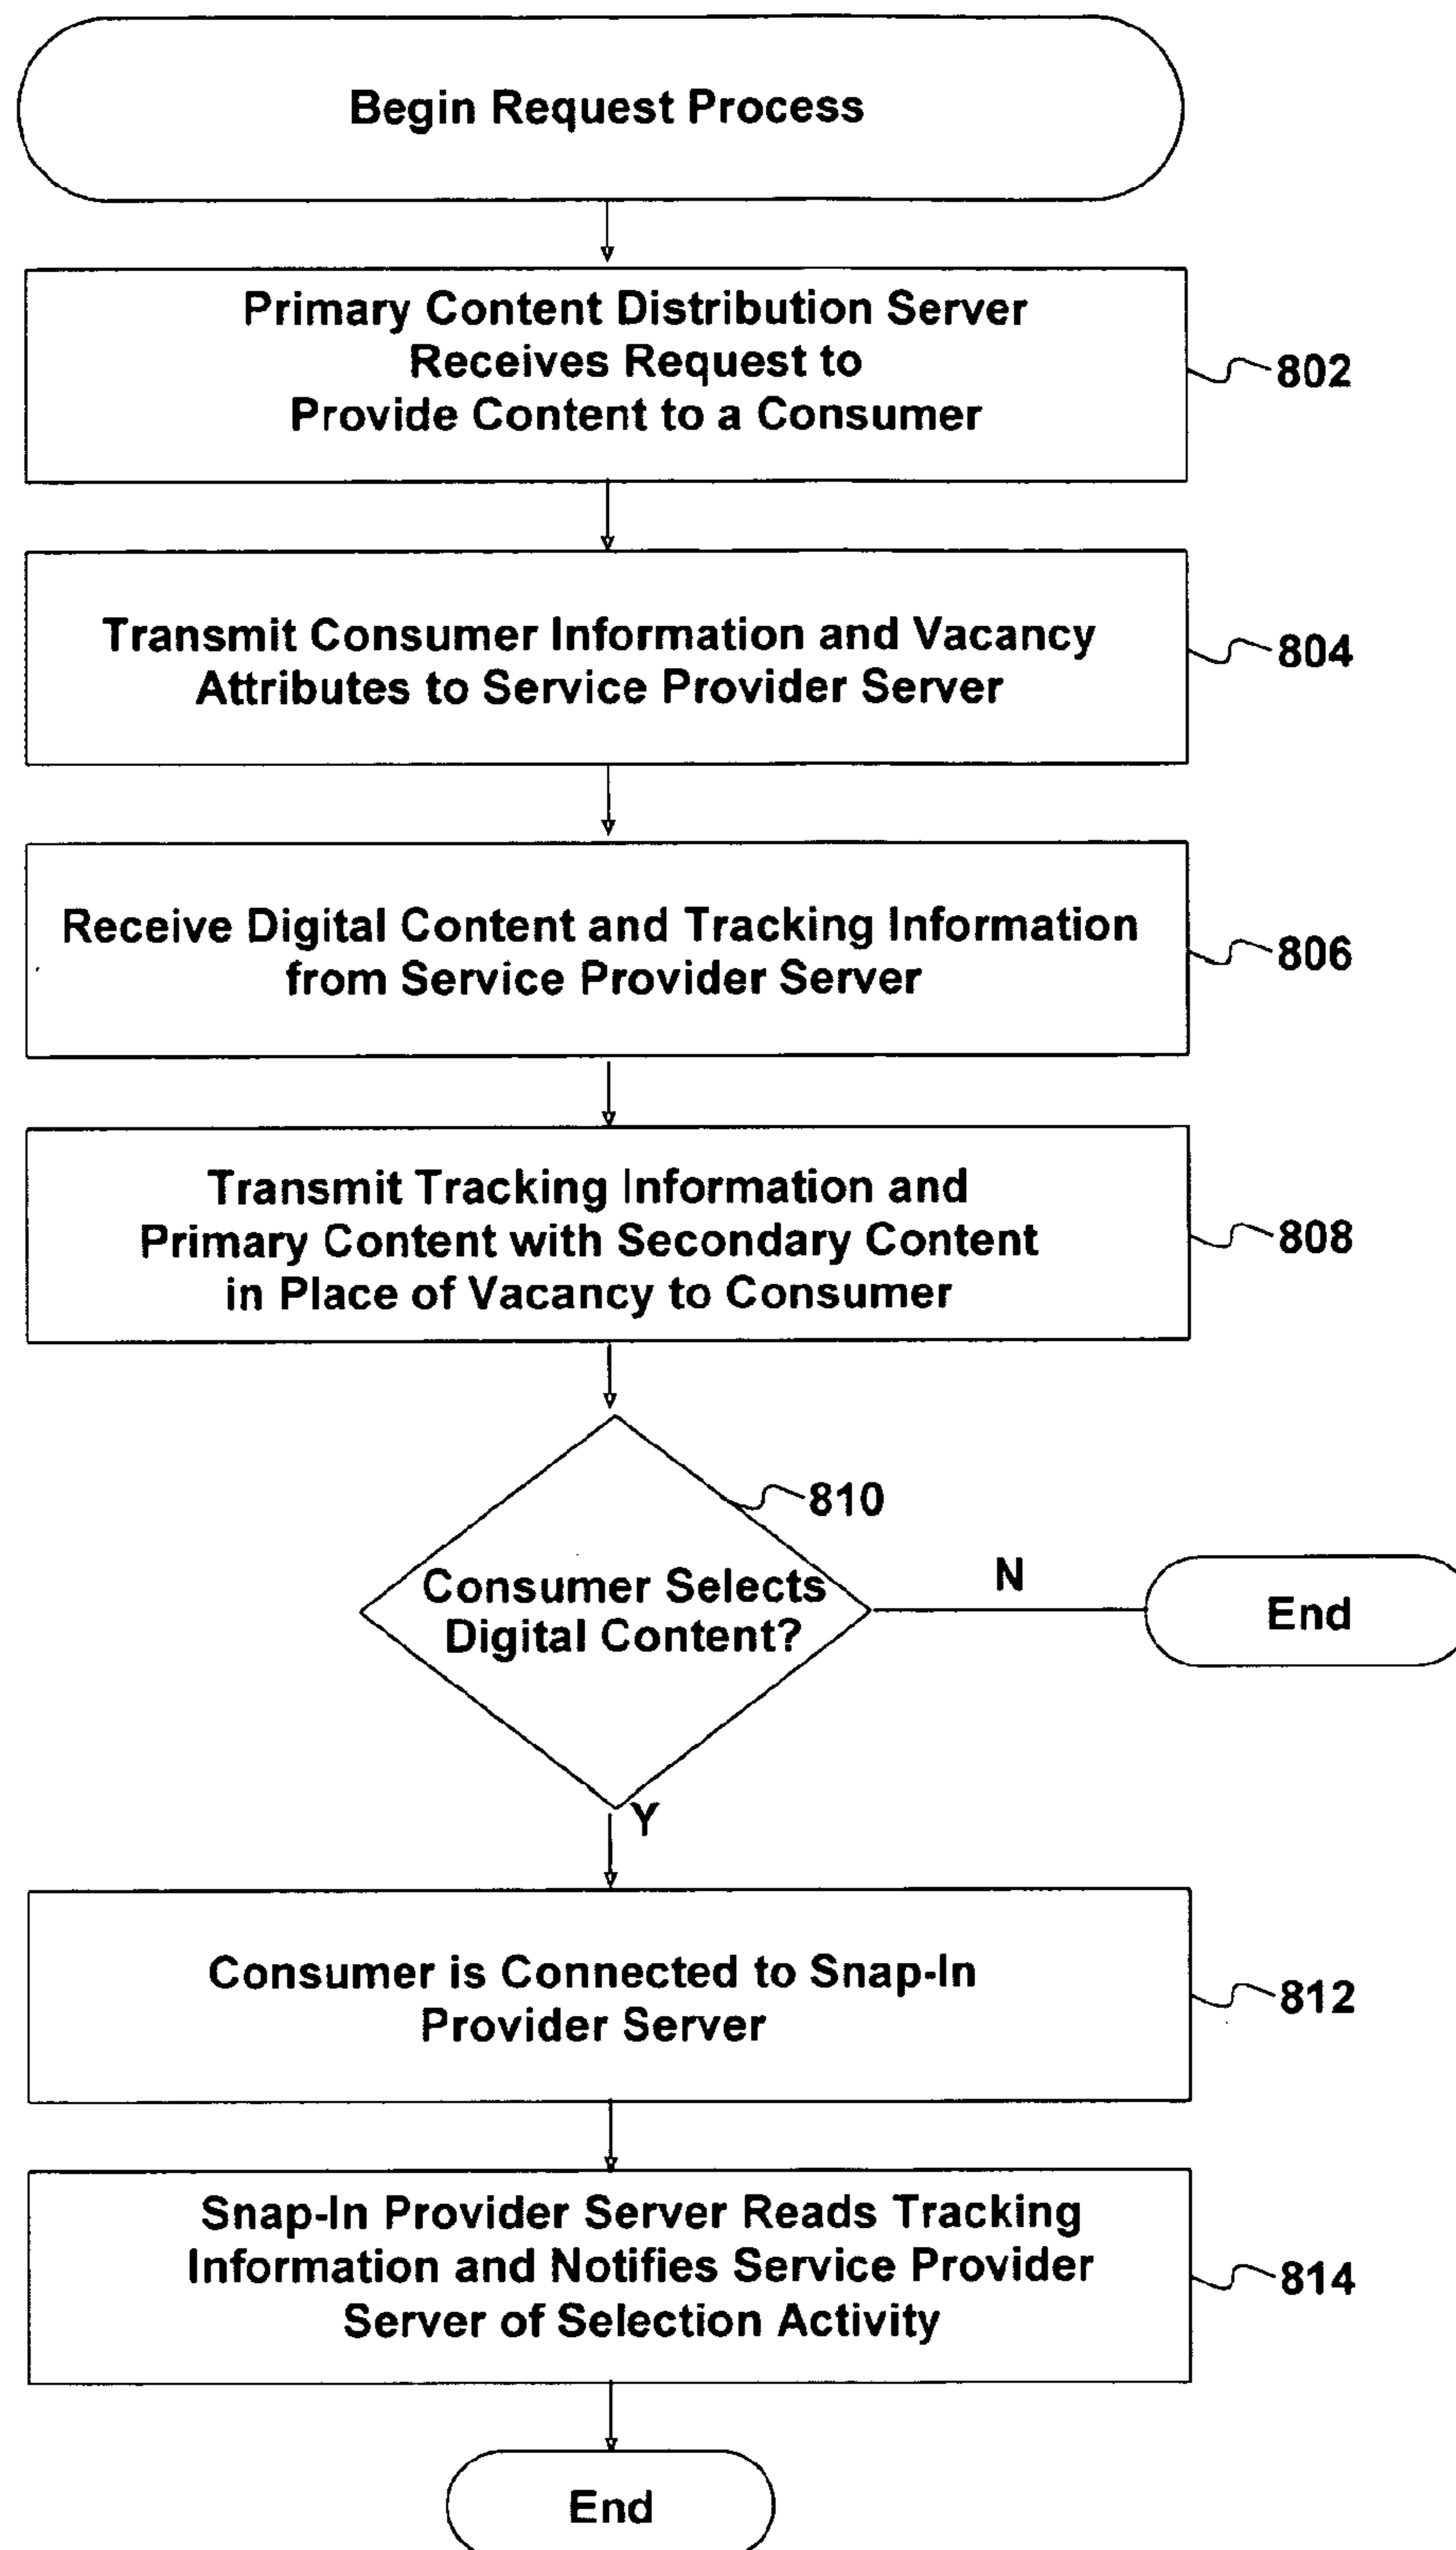 Begin Request Process
Primary Content Distribution Server
Receives Request to
Provide Content to a Consumer
802
Transmit Consumer Information and Vacancy
Attributes to Service Provider Server
804
Receive Digital Content and Tracking Information
from Service Provider Server
806
Transmit Tracking Information and
Primary Content with Secondary Content
in Place of Vacancy to Consumer
808
810
Consumer Selects
Digital Content?
N
End
Y
Consumer is Connected to Snap-In
Provider Server
812
Snap-In Provider Server Reads Tracking
Information and Notifies Service Provider
Server of Selection Activity
814
End